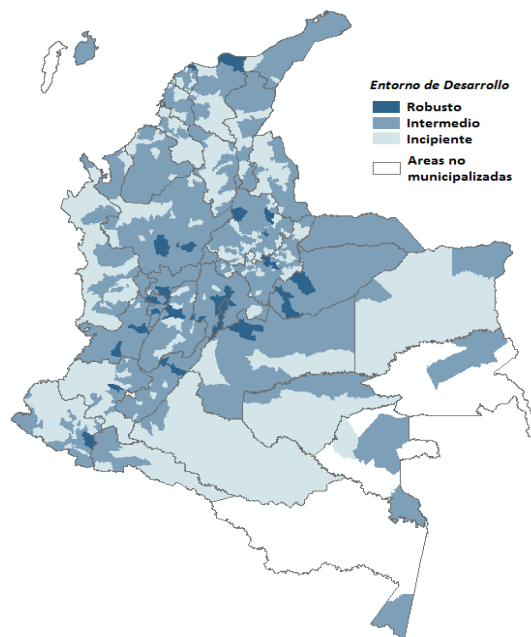 Entorno de Desarrollo
Robusto
Intermedio
Incipiente
Areas no
municipalizadas